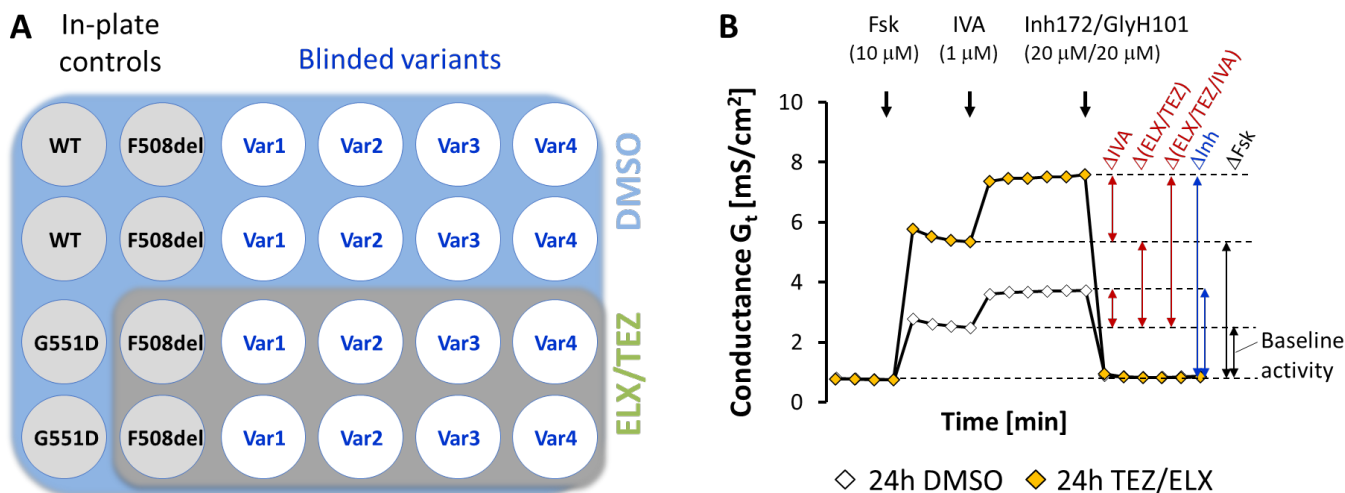 A
In-plate
controls
Blinded variants
WT F508del Var1 Var2 Var3 Var4
WT F508del Var1 Var2 Var3 Var4
G551D F508del Var1 Var2 Var3 Var4
G551D F508del Var1 Var2 Var3 Var4
DMSO
ELX/TEZ
B
Fsk IVA Inh172/GlyH101
(10 μM) (1 μM) (20 μM/20 μM)
Conductance Gt [mS/cm2]
10
8
6
4
2
0
ΔIVA
Δ(ELX/TEZ)
Δ(ELX/TEZ/IVA)
ΔInh
ΔFsk
Baseline
activity
Time [min]
24h DMSO 24h TEZ/ELX